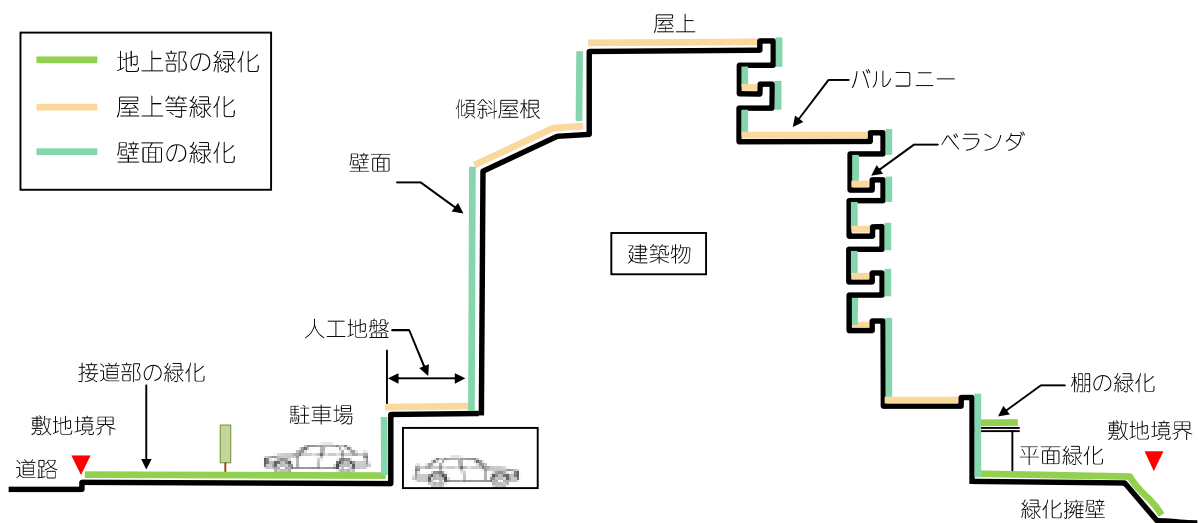 地上部の緑化
屋上等緑化
壁面の緑化
屋上
バルコニー
傾斜屋根
ベランダ
壁面
建築物
人工地盤
接道部の緑化
駐車場
棚の緑化
敷地境界
敷地境界
道路
平面緑化
緑化擁壁